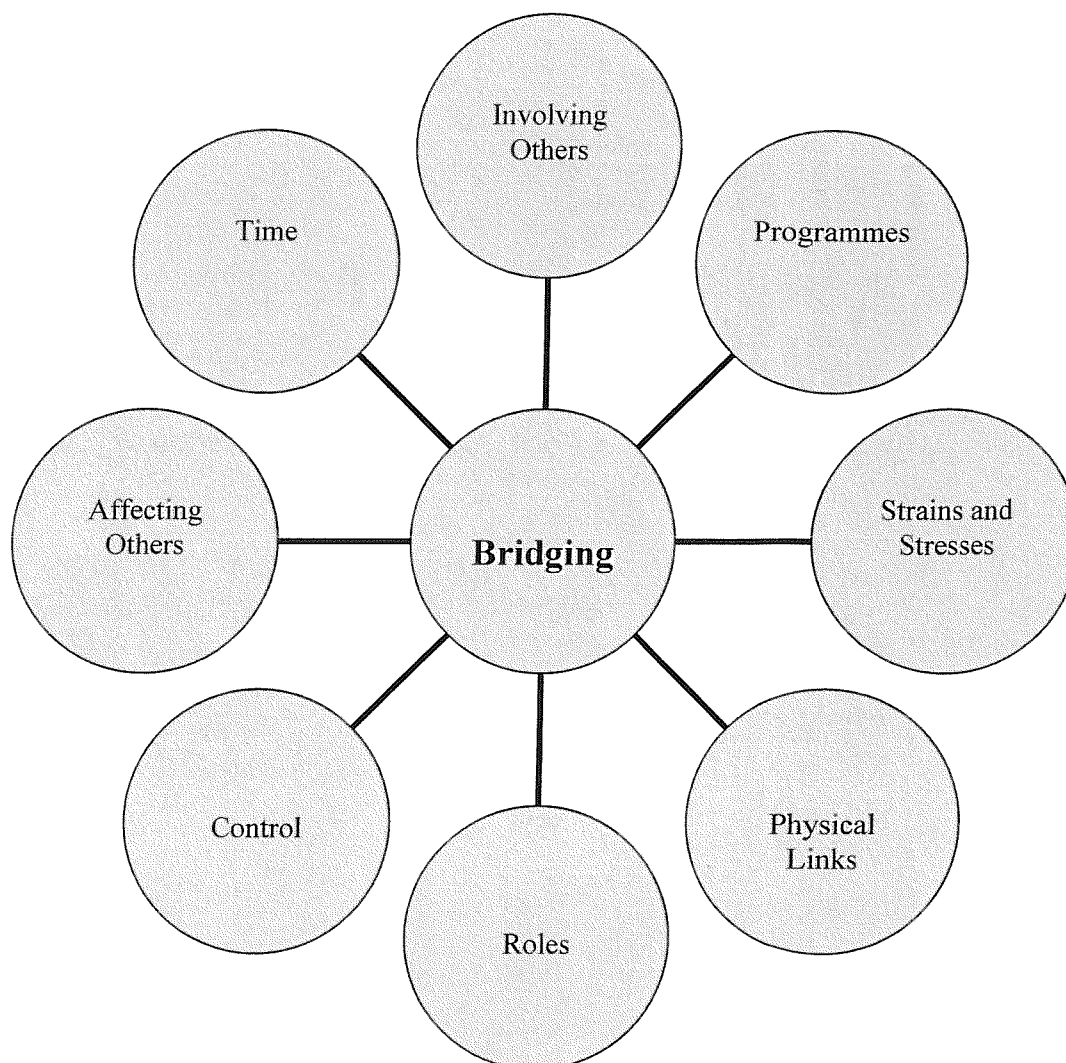 Involving
Others
Time
Programmes
Affecting
Others
Bridging
Strains and
Stresses
Control
Physical
Links
Roles